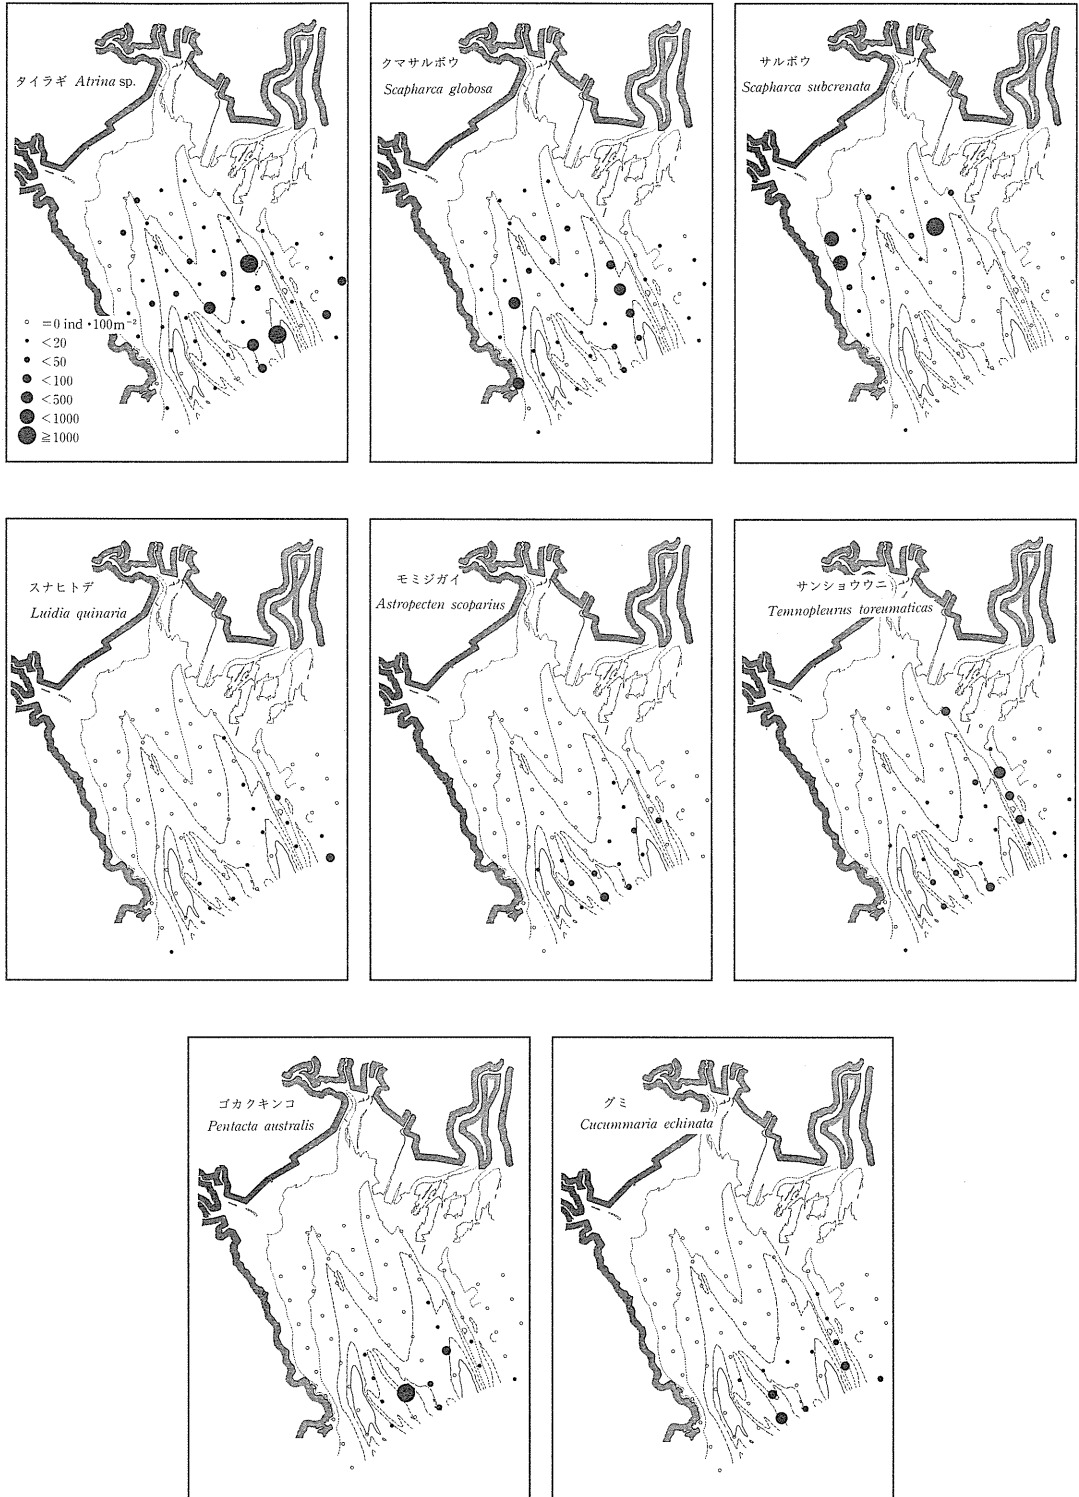 タイラギ Atrina sp.
○ =0 ind・100m⁻²
<20
<50
<100
<500
<1000
≧1000
クマサルボウ
Scapharca globosa
サルボウ
Scapharca subcrenata
スナヒトデ
Luidia quinaria
モミジガイ
Astropecten scoparius
サンショウウニ
Temnopleurus toreumaticas
ゴカクキンコ
Pentacta australis
グミ
Cucummaria echinata